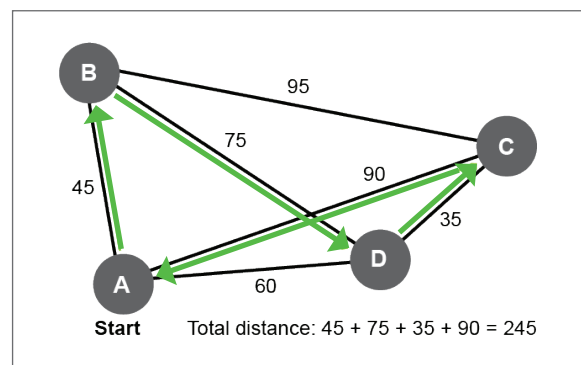 B
95
75
C
90
45
35
D
A
60
Start
Total distance: 45 + 75 + 35 + 90 = 245